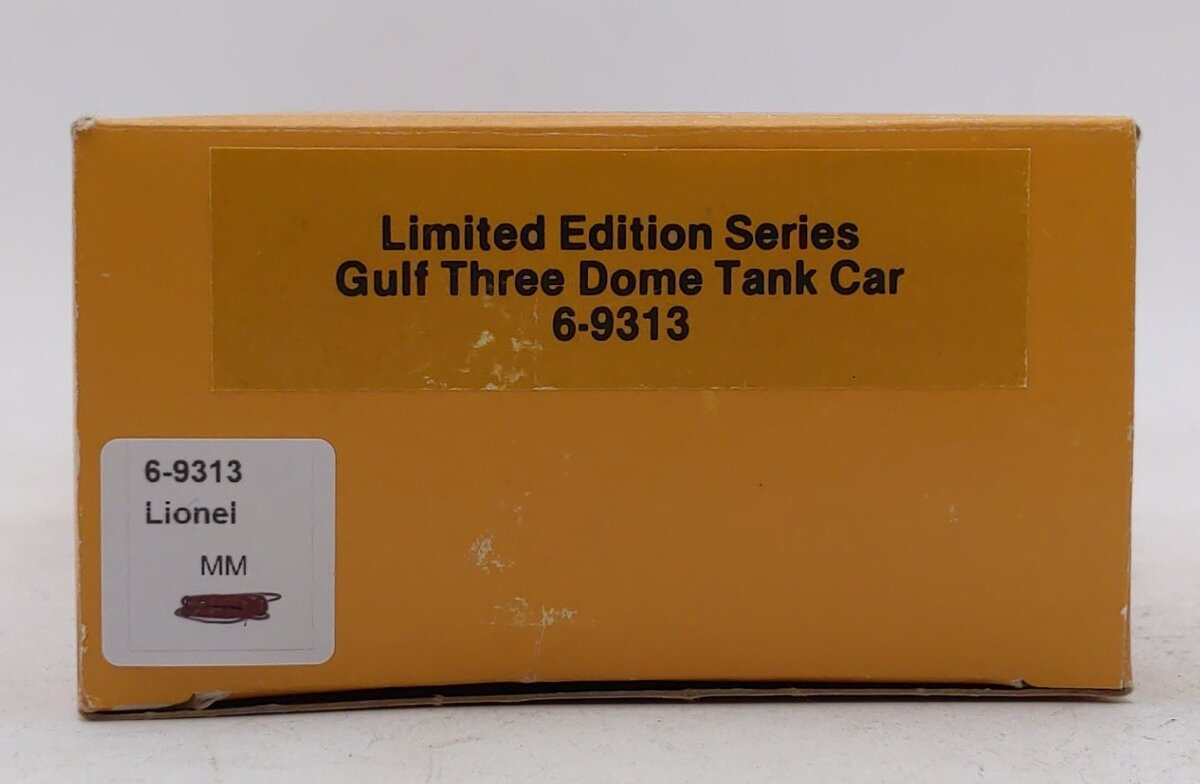 Limited Edition Series
Gulf Three Dome Tank Car
6-9313
6-9313
Lionel
MM